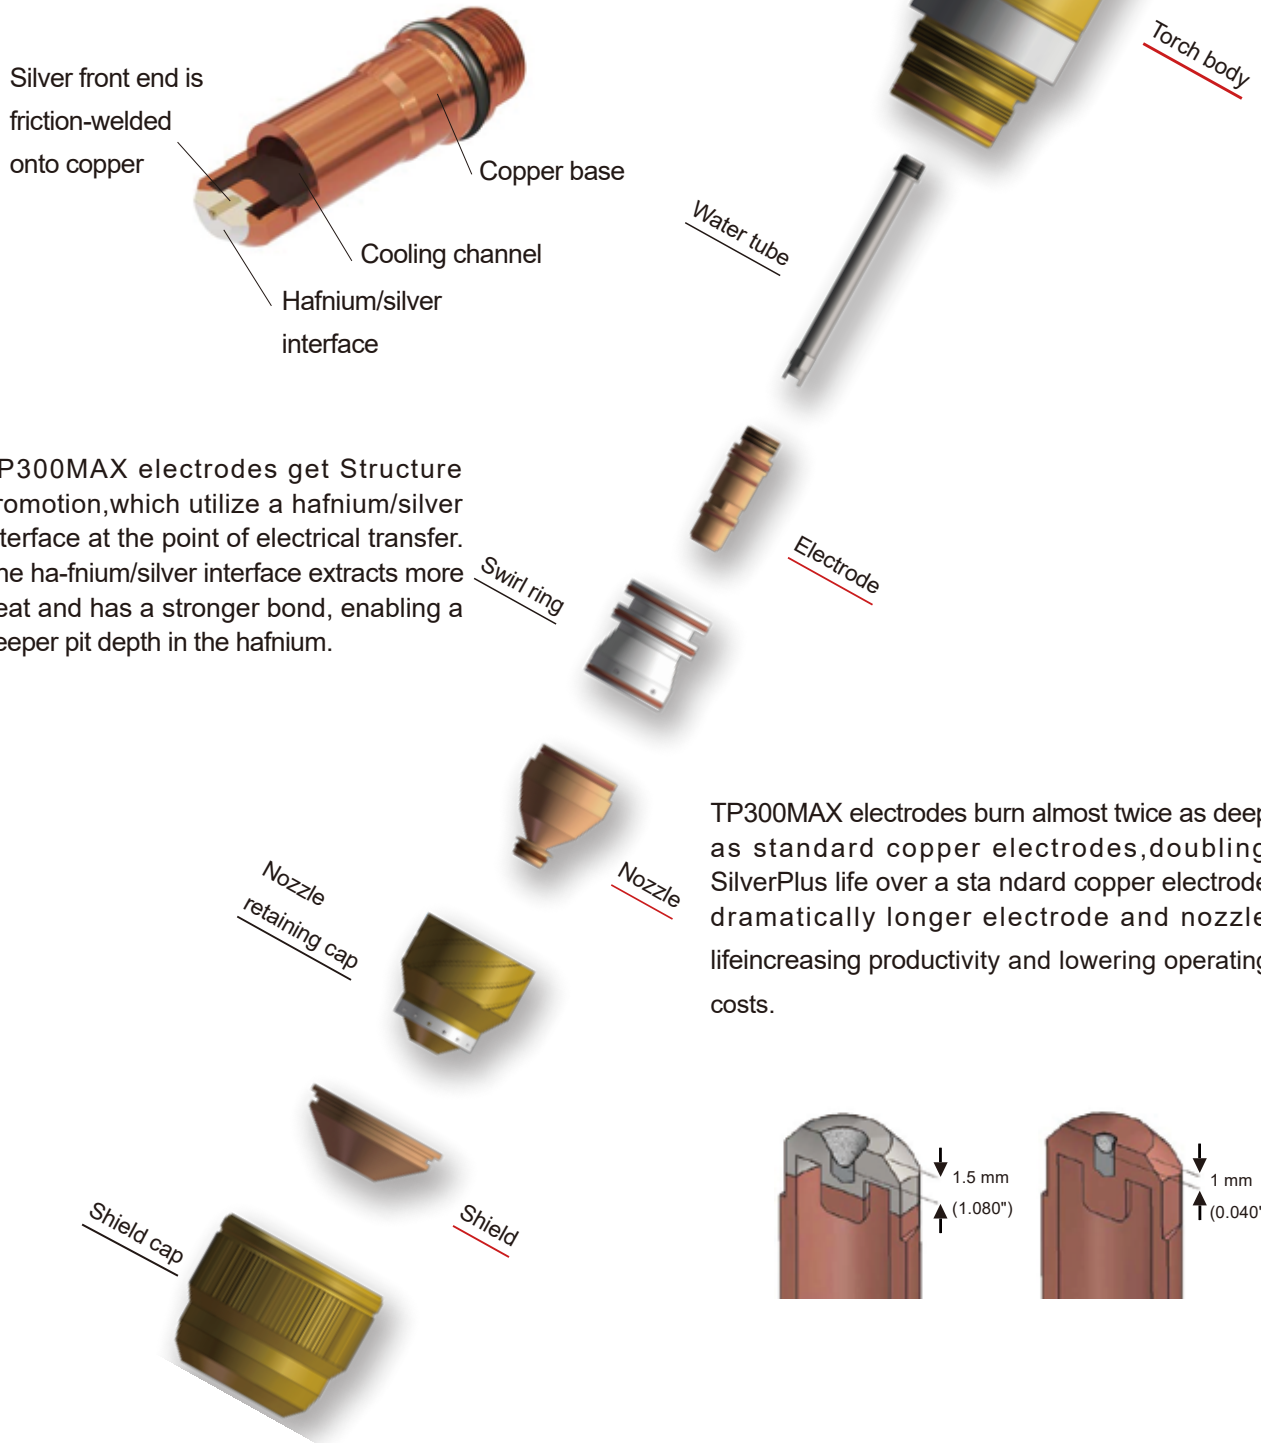 Silver front end is
friction-welded
onto copper
Copper base
Cooling channel
Hafnium/silver
interface
Torch body
Water tube
P300MAX electrodes get Structure
romotion,which utilize a hafnium/silver
terface at the point of electrical transfer.
he ha-fnium/silver interface extracts more
eat and has a stronger bond, enabling a
eeper pit depth in the hafnium.
Electrode
Swirl ring
TP300MAX electrodes burn almost twice as deep
as standard copper electrodes,doubling
SilverPlus life over a sta ndard copper electrode
dramatically longer electrode and nozzle
lifeincreasing productivity and lowering operating
costs.
Nozzle
Nozzle
retaining cap
Shield
Shield cap
1.5 mm
(1.080")
1 mm
(0.040"